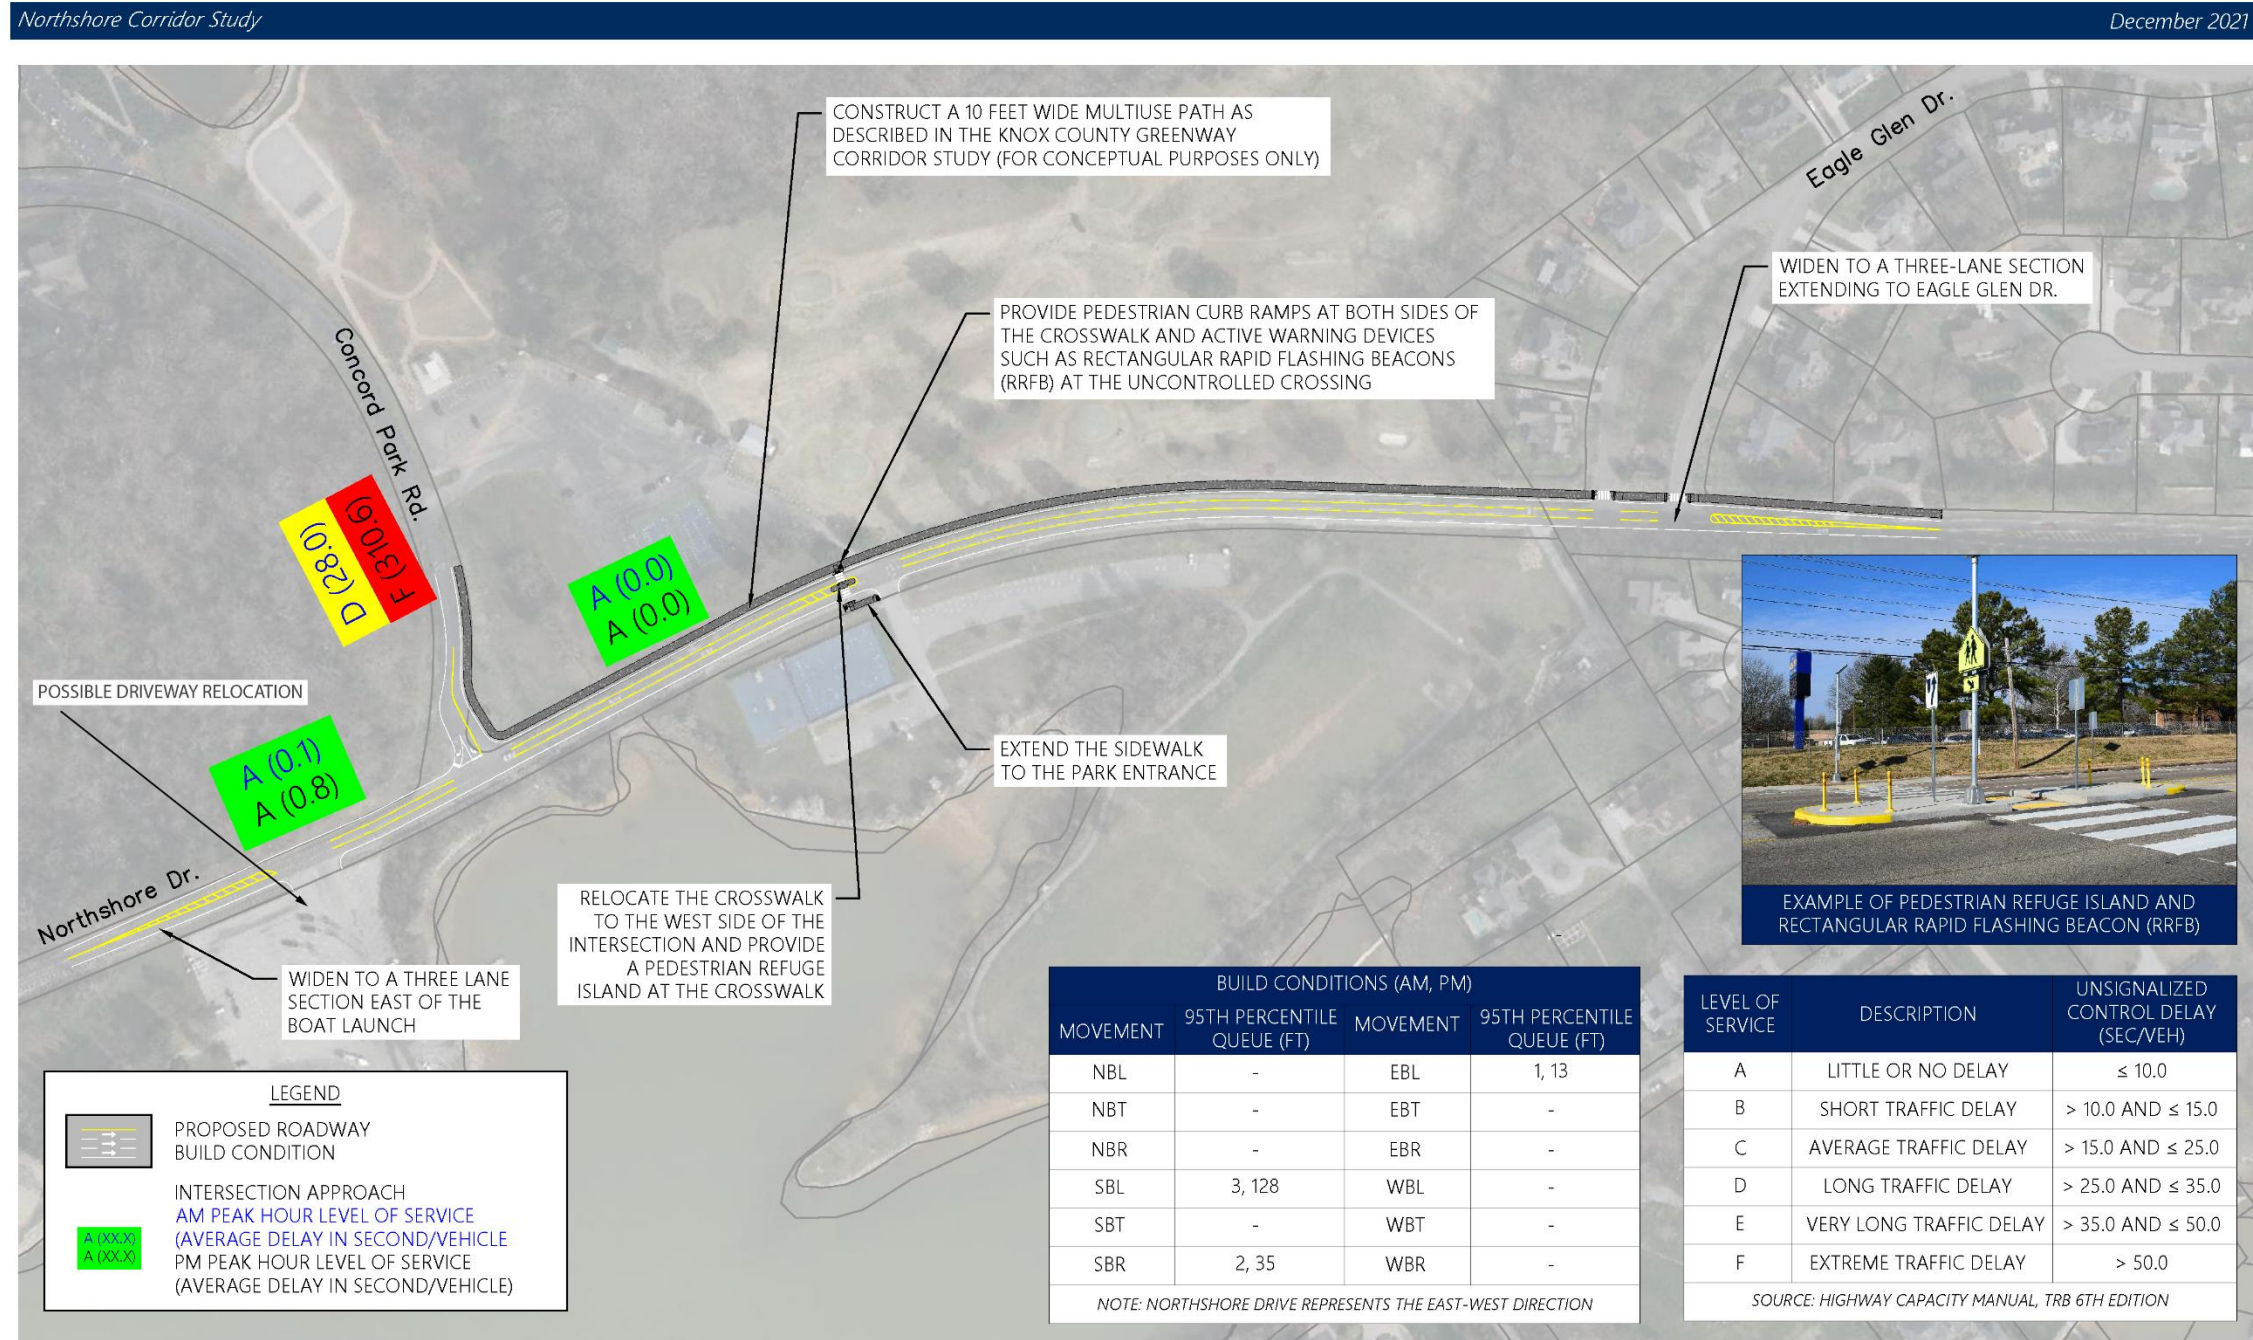 Northshore Corridor Study
December 2021
CONSTRUCT A 10 FEET WIDE MULTIUSE PATH AS
DESCRIBED IN THE KNOX COUNTY GREENWAY
CORRIDOR STUDY (FOR CONCEPTUAL PURPOSES ONLY)
Eagle Glen Dr.
WIDEN TO A THREE-LANE SECTION
EXTENDING TO EAGLE GLEN DR.
PROVIDE PEDESTRIAN CURB RAMPS AT BOTH SIDES OF
THE CROSSWALK AND ACTIVE WARNING DEVICES
SUCH AS RECTANGULAR RAPID FLASHING BEACONS
(RRFB) AT THE UNCONTROLLED CROSSING
Concord Park Rd.
D (28.0)
F (310.6)
A (0.0)
A (0.0)
POSSIBLE DRIVEWAY RELOCATION
A (0.1)
A (0.8)
EXTEND THE SIDEWALK
TO THE PARK ENTRANCE
Northshore Dr.
RELOCATE THE CROSSWALK
TO THE WEST SIDE OF THE
INTERSECTION AND PROVIDE
A PEDESTRIAN REFUGE
ISLAND AT THE CROSSWALK
WIDEN TO A THREE LANE
SECTION EAST OF THE
BOAT LAUNCH
EXAMPLE OF PEDESTRIAN REFUGE ISLAND AND
RECTANGULAR RAPID FLASHING BEACON (RRFB)
LEGEND
PROPOSED ROADWAY
BUILD CONDITION
INTERSECTION APPROACH
AM PEAK HOUR LEVEL OF SERVICE
(AVERAGE DELAY IN SECOND/VEHICLE
PM PEAK HOUR LEVEL OF SERVICE
(AVERAGE DELAY IN SECOND/VEHICLE)
A (XX.X)
A (XX.X)
BUILD CONDITIONS (AM, PM)
MOVEMENT 95TH PERCENTILE QUEUE (FT) MOVEMENT 95TH PERCENTILE QUEUE (FT)
NBL - EBL 1, 13
NBT - EBT -
NBR - EBR -
SBL 3, 128 WBL -
SBT - WBT -
SBR 2, 35 WBR -
NOTE: NORTHSHORE DRIVE REPRESENTS THE EAST-WEST DIRECTION
LEVEL OF SERVICE DESCRIPTION UNSIGNALIZED CONTROL DELAY (SEC/VEH)
A LITTLE OR NO DELAY ≤ 10.0
B SHORT TRAFFIC DELAY > 10.0 AND ≤ 15.0
C AVERAGE TRAFFIC DELAY > 15.0 AND ≤ 25.0
D LONG TRAFFIC DELAY > 25.0 AND ≤ 35.0
E VERY LONG TRAFFIC DELAY > 35.0 AND ≤ 50.0
F EXTREME TRAFFIC DELAY > 50.0
SOURCE: HIGHWAY CAPACITY MANUAL, TRB 6TH EDITION